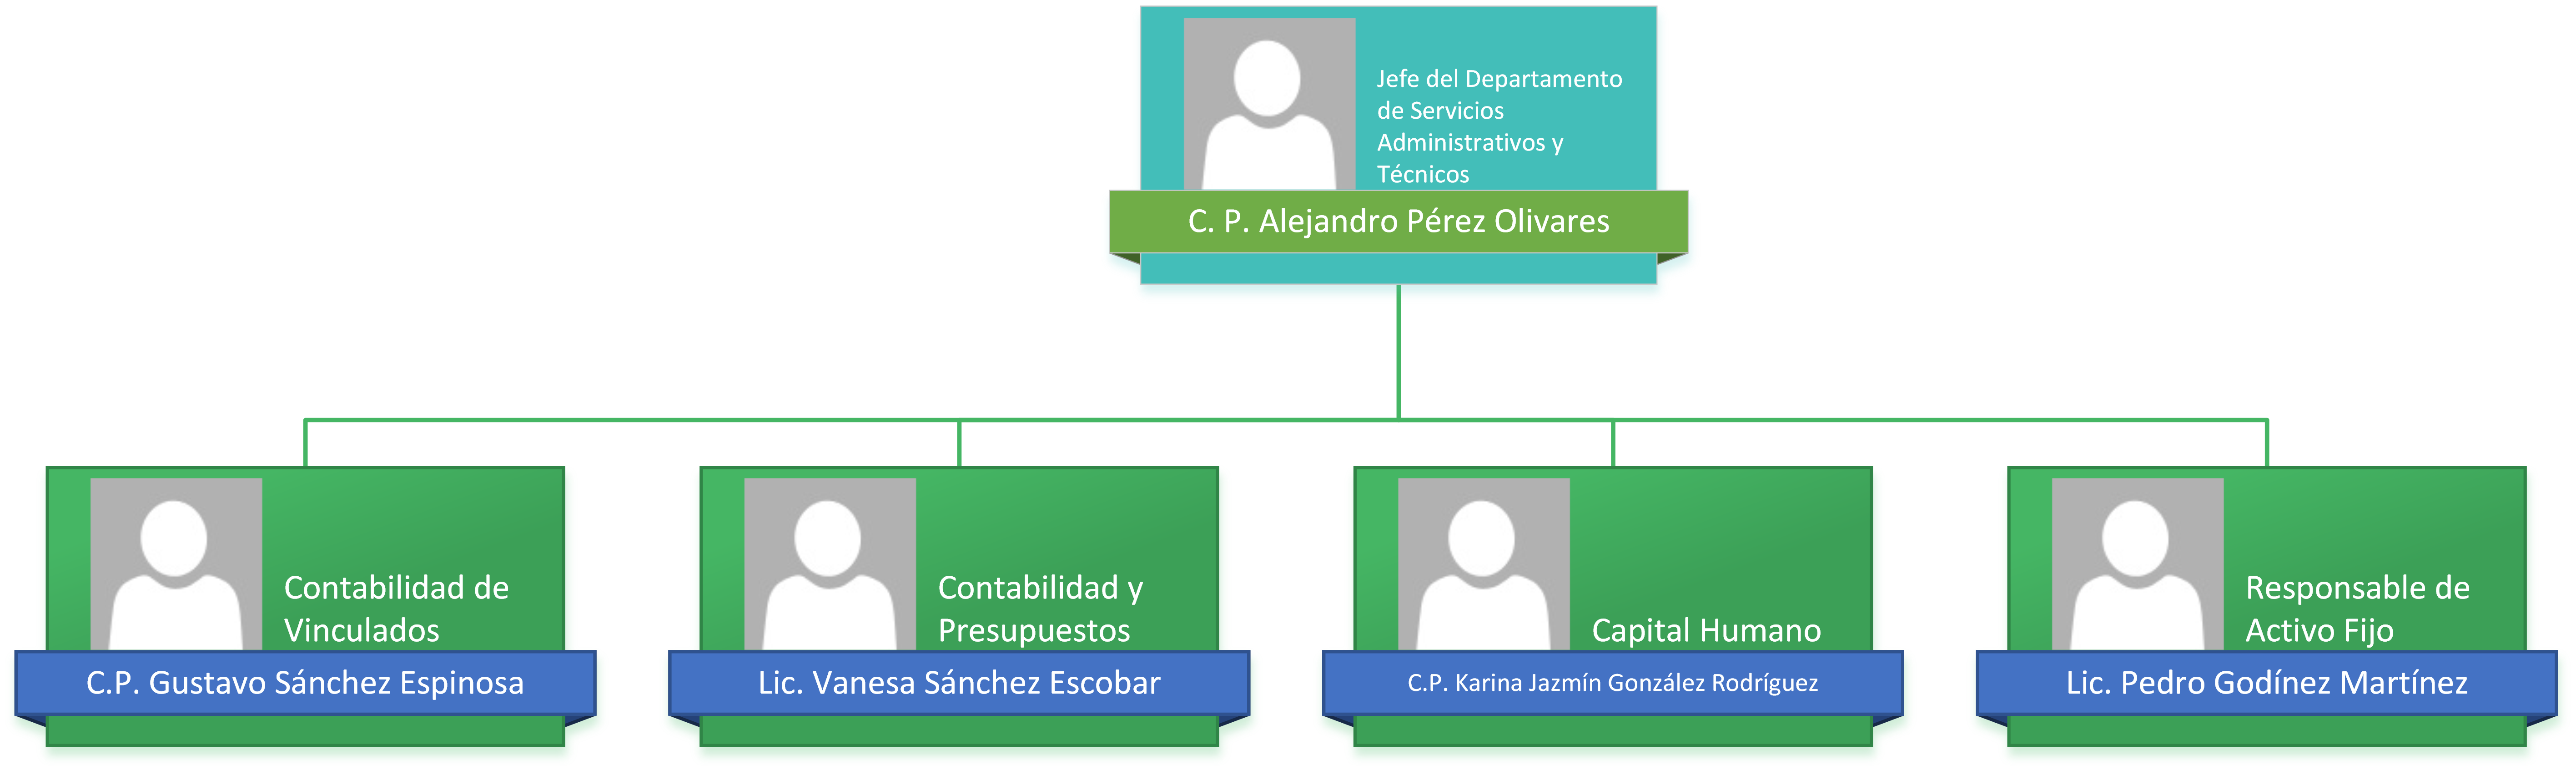 Jefe del Departamento
de Servicios
Administrativos y
Técnicos
C. P. Alejandro Pérez Olivares
Contabilidad de
Vinculados
C.P. Gustavo Sánchez Espinosa
Contabilidad y
Presupuestos
Lic. Vanesa Sánchez Escobar
Capital Humano
C.P. Karina Jazmín González Rodríguez
Responsable de
Activo Fijo
Lic. Pedro Godínez Martínez